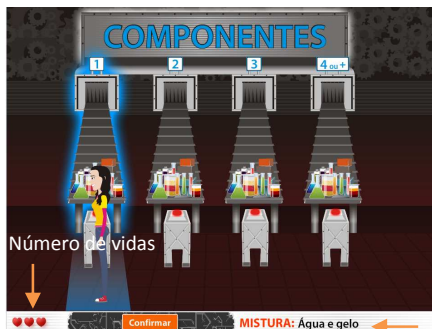 COMPONENTES
1 2 3 4 ou +
Número de vidas
Confirmar
MISTURA: Água e gelo